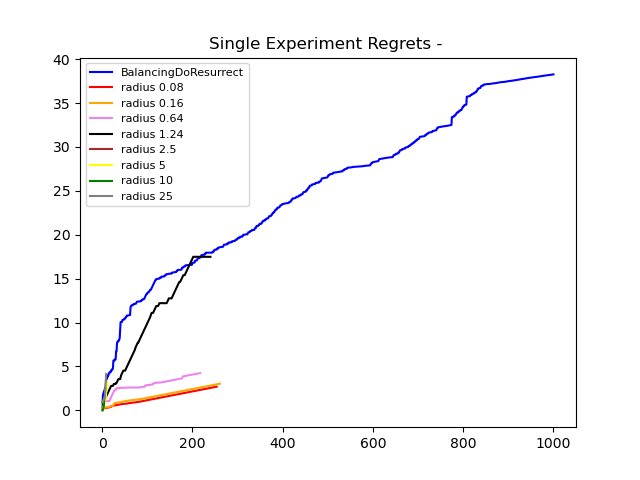 Single Experiment Regrets -
40
35
30
25
20
15
10
5
0
BalancingDoResurrect
radius 0.08
radius 0.16
radius 0.64
radius 1.24
radius 2.5
radius 5
radius 10
radius 25
0 200 400 600 800 1000